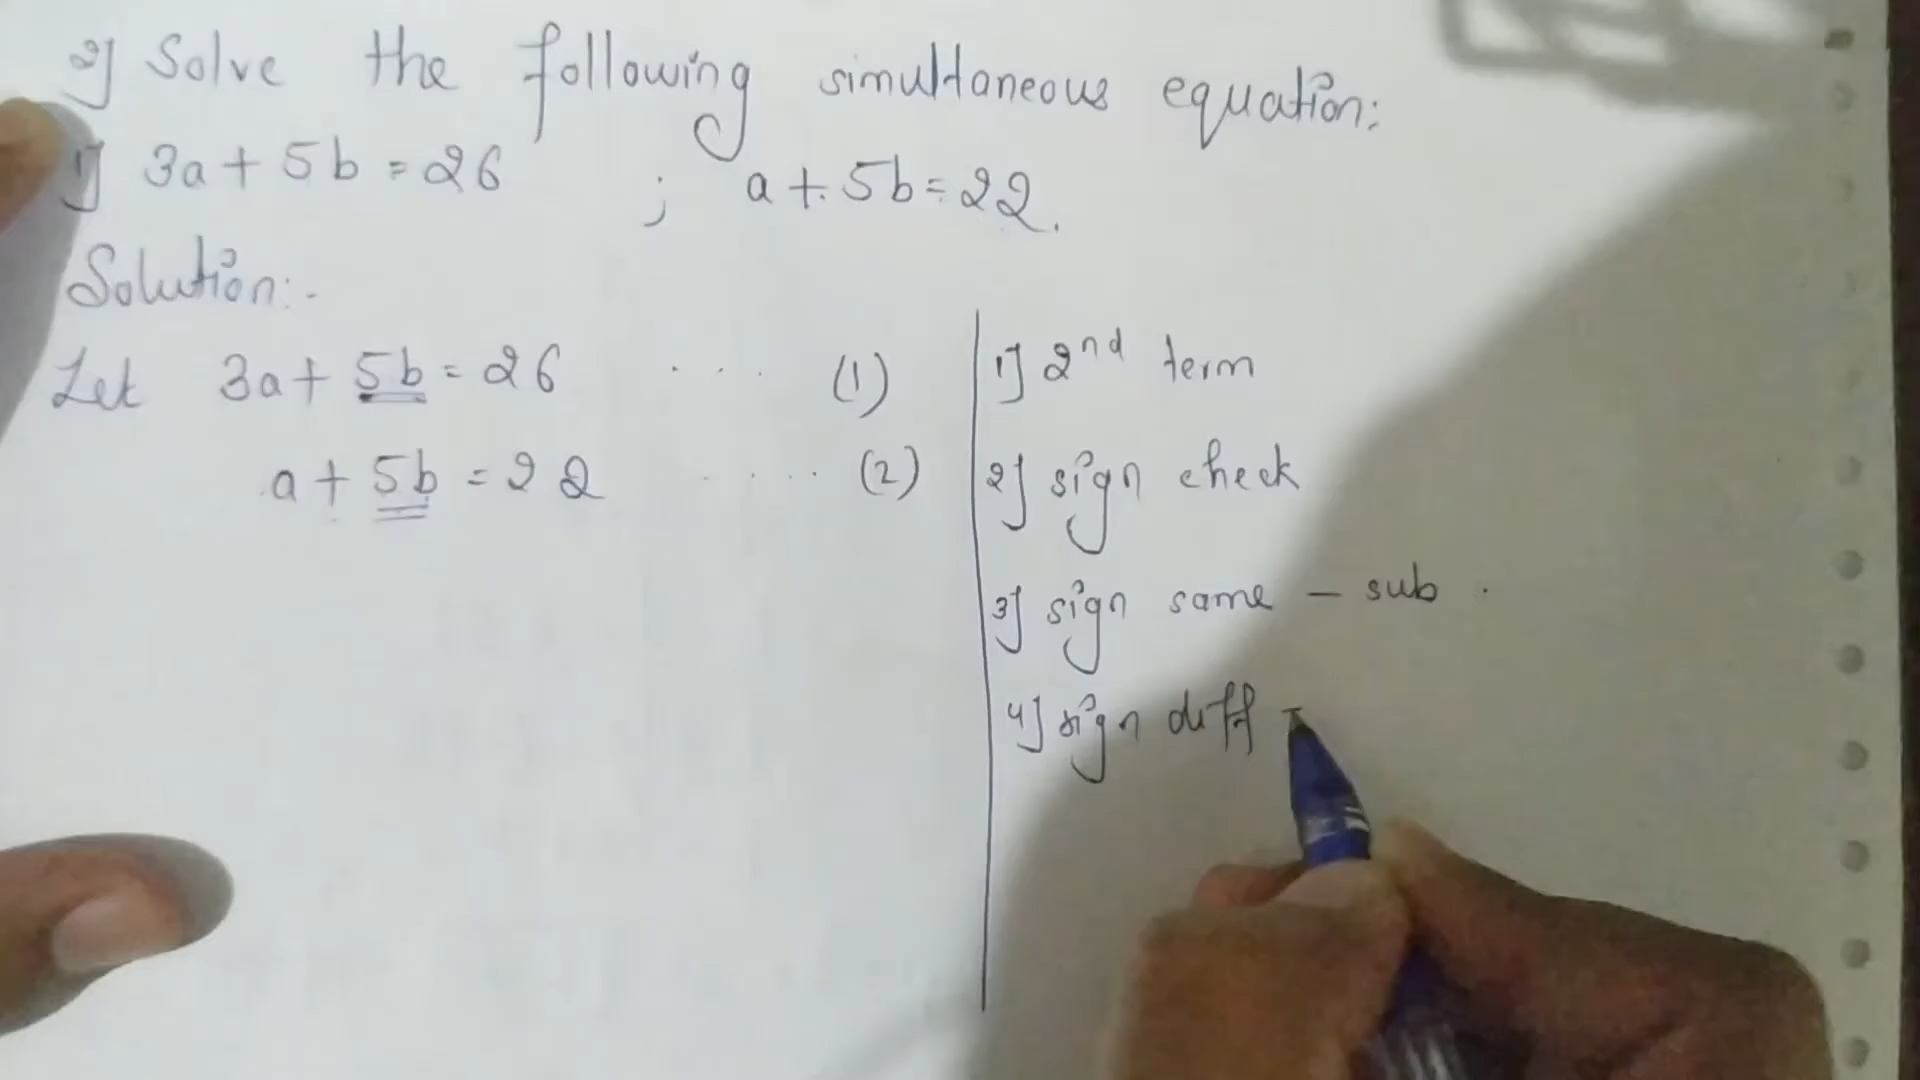 2] Solve the following simultaneous equation:
1] 3a + 5b = 26 ; a + 5b = 22.
Solution:-
Let 3a + 5b = 26 ... (1)
a + 5b = 22 .... (2)
1] 2nd term
2] sign check
3] sign same - sub.
4] sign diff -